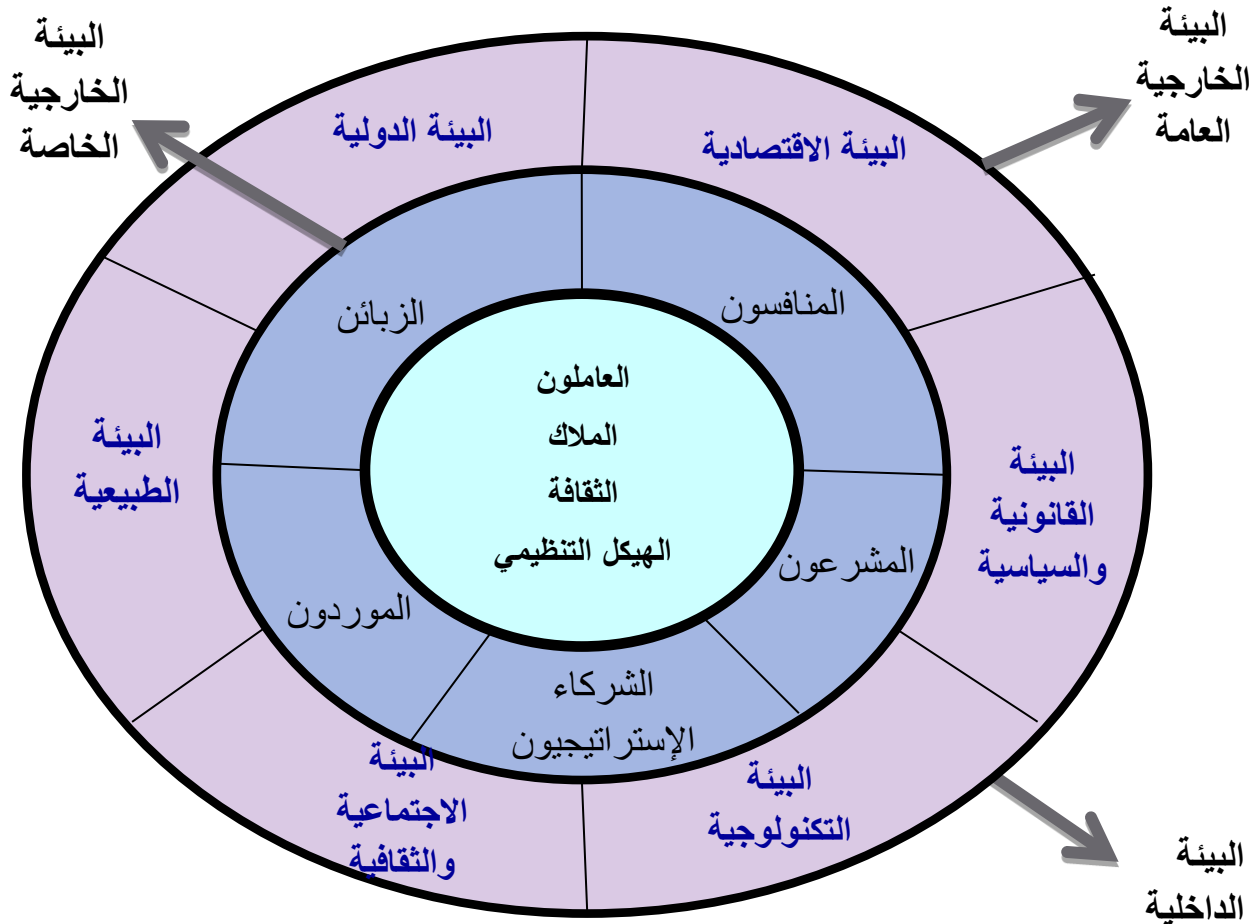 البيئة
الخارجية
العامة
البيئة
الخارجية
الخاصة
البيئة الاقتصادية
البيئة الدولية
المنافسون
الزبائن
العاملون
الملاك
الثقافة
الهيكل التنظيمي
البيئة
القانونية
والسياسية
البيئة
الطبيعية
المشرعون
الموردون
الشركاء
الإستراتيجيون
البيئة
التكنولوجية
البيئة
الاجتماعية
والثقافية
البيئة
الداخلية